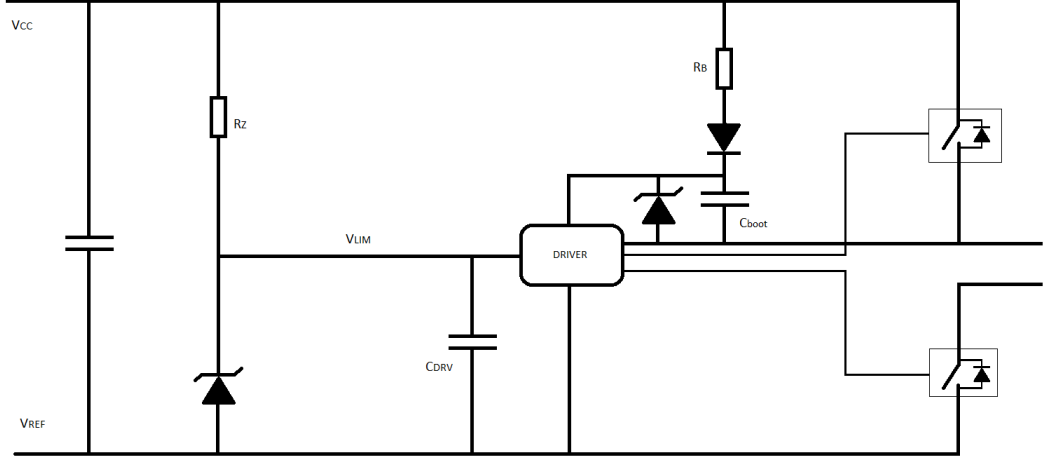 VCC
RB
RZ
Cboot
VLIM
DRIVER
CDRV
VREF